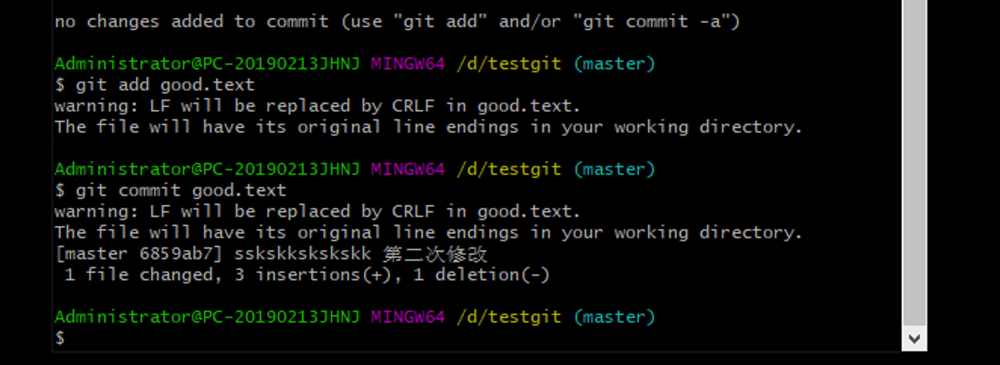 no changes added to commit (use "git add" and/or "git commit -a")
Administrator@PC-20190213JHNJ MINGW64 /d/testgit (master)
$ git add good.text
warning: LF will be replaced by CRLF in good.text.
The file will have its original line endings in your working directory.
Administrator@PC-20190213JHNJ MINGW64 /d/testgit (master)
$ git commit good.text
warning: LF will be replaced by CRLF in good.text.
The file will have its original line endings in your working directory.
[master 6859ab7] sskskkskskskk 第二次修改
1 file changed, 3 insertions(+), 1 deletion(-)
Administrator@PC-20190213JHNJ MINGW64 /d/testgit (master)
$